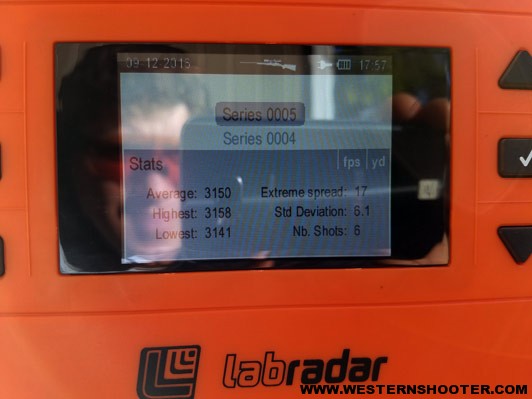 09-12-2015 17:57
Series 0005
Series 0004
Stats fps yd
Average: 3150 Extreme spread: 17
Highest: 3158 Std Deviation: 6.1
Lowest: 3141 Nb. Shots: 6
labradar
WWW.WESTERNSHOOTER.COM